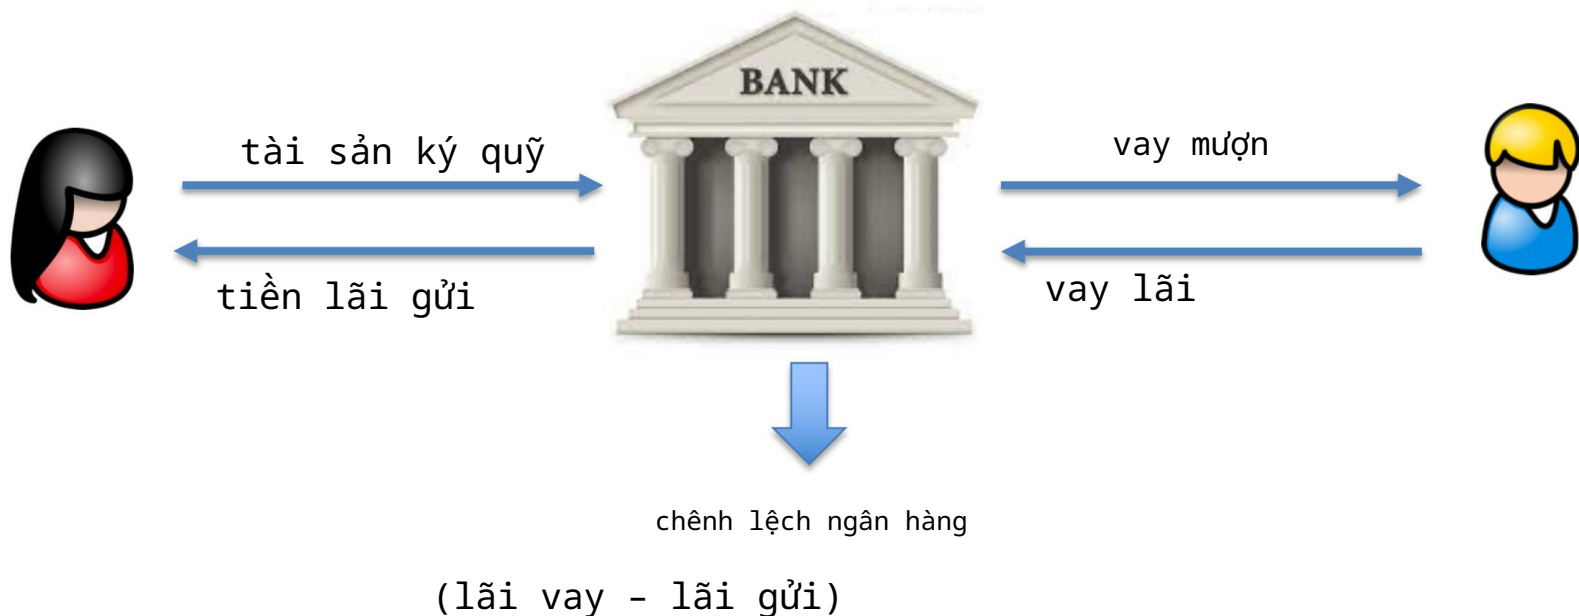 BANK
tài sản ký quỹ
vay mượn
tiền lãi gửi
vay lãi
chênh lệch ngân hàng
(lãi vay – lãi gửi)